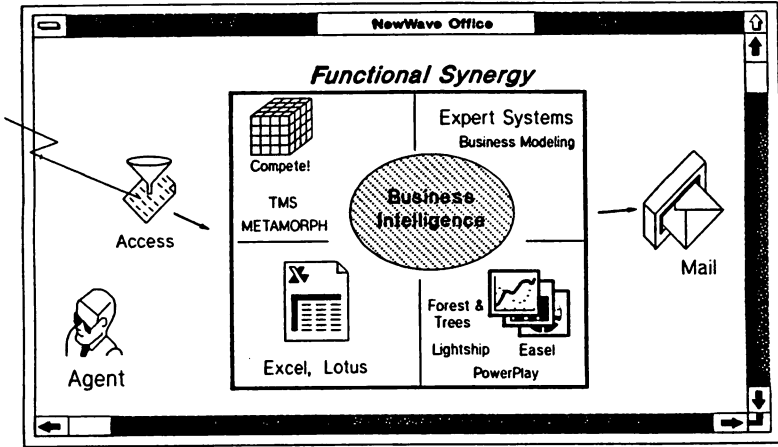 NewWave Office
Functional Synergy
Compete!
TMS
METAMORPH
Expert Systems
Business Modeling
Business
Intelligence
Access
Agent
Excel, Lotus
Forest &
Trees
Lightship Easel
PowerPlay
Mail